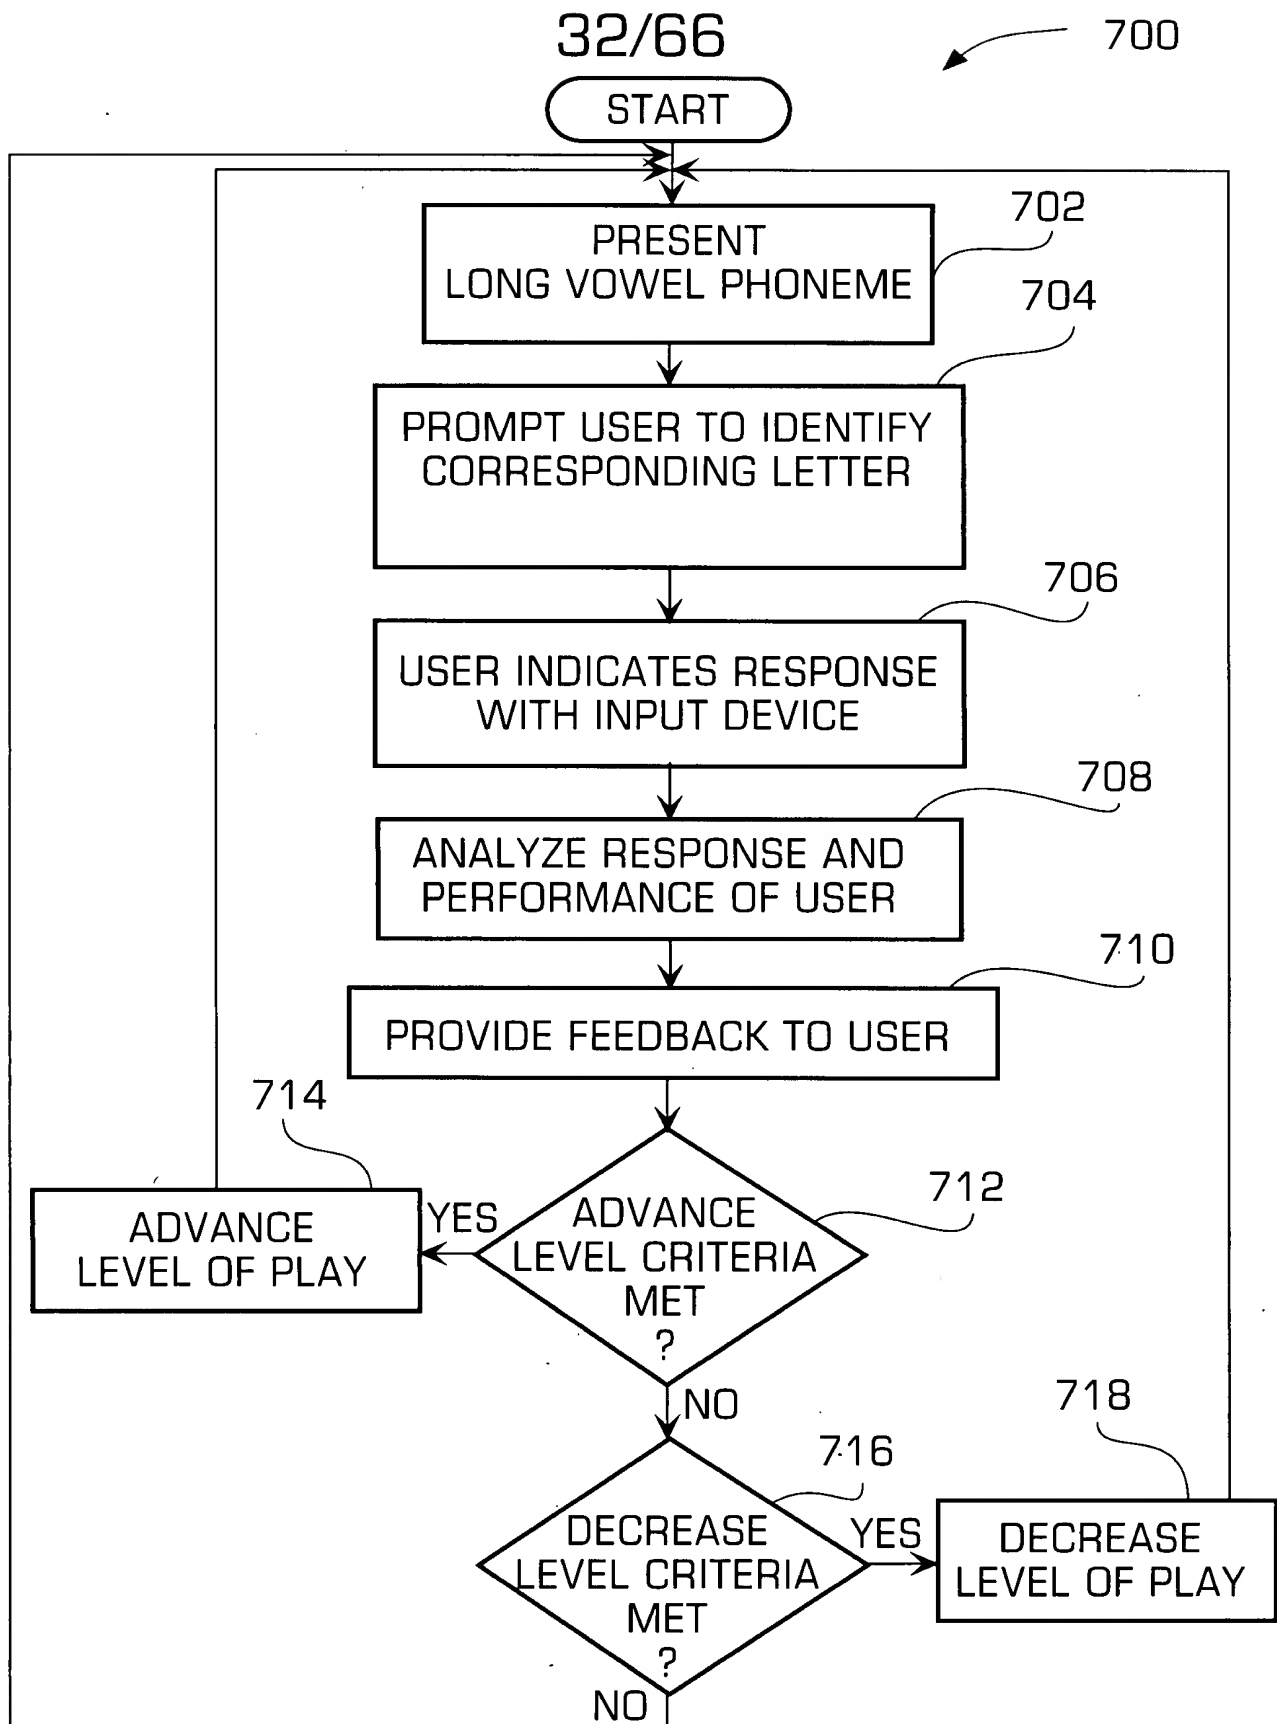 32/66
700
START
702
PRESENT
LONG VOWEL PHONEME
704
PROMPT USER TO IDENTIFY
CORRESPONDING LETTER
706
USER INDICATES RESPONSE
WITH INPUT DEVICE
708
ANALYZE RESPONSE AND
PERFORMANCE OF USER
710
PROVIDE FEEDBACK TO USER
714
712
ADVANCE
LEVEL OF PLAY
YES
ADVANCE
LEVEL CRITERIA
MET
?
NO
718
716
DECREASE
LEVEL CRITERIA
MET
?
YES
DECREASE
LEVEL OF PLAY
NO